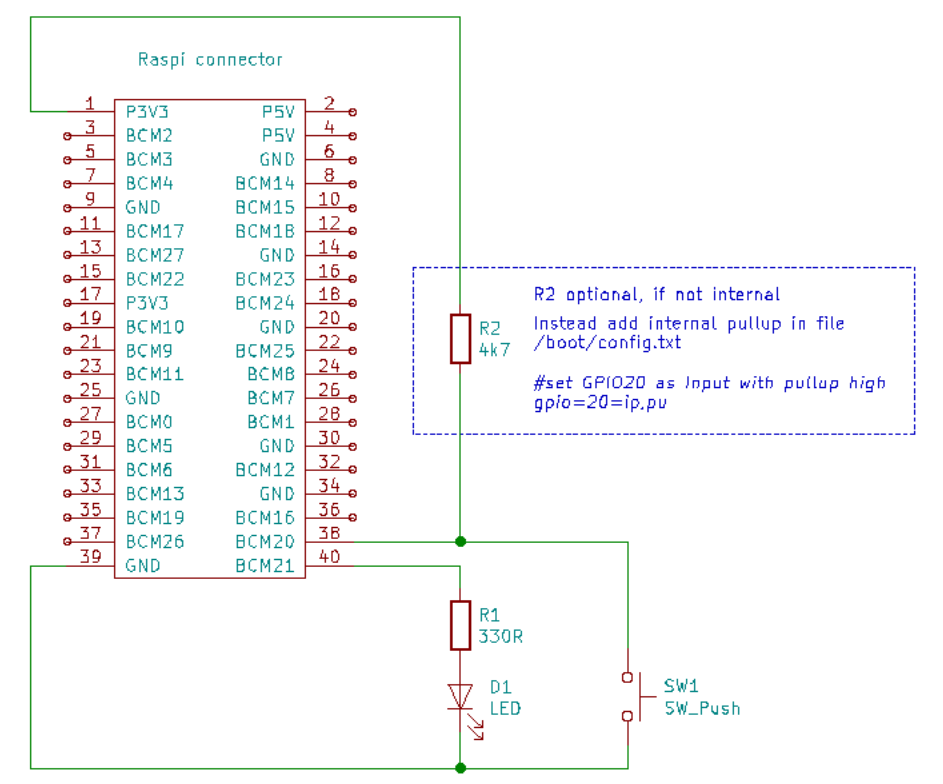 Raspi connector
1 P3V3 P5V 2
3 BCM2 P5V 4
5 BCM3 GND 6
7 BCM4 BCM14 8
9 GND BCM15 10
11 BCM17 BCM18 12
13 BCM27 GND 14
15 BCM22 BCM23 16
17 P3V3 BCM24 18
19 BCM10 GND 20
21 BCM9 BCM25 22
23 BCM11 BCM8 24
25 GND BCM7 26
27 BCM0 BCM1 28
29 BCM5 GND 30
31 BCM6 BCM12 32
33 BCM13 GND 34
35 BCM19 BCM16 36
37 BCM26 BCM20 38
39 GND BCM21 40
R2
4k7
R2 optional, if not internal
Instead add internal pullup in file
/boot/config.txt
#set GPIO20 as Input with pullup high
gpio=20=ip,pu
R1
330R
D1
LED
SW1
SW_Push